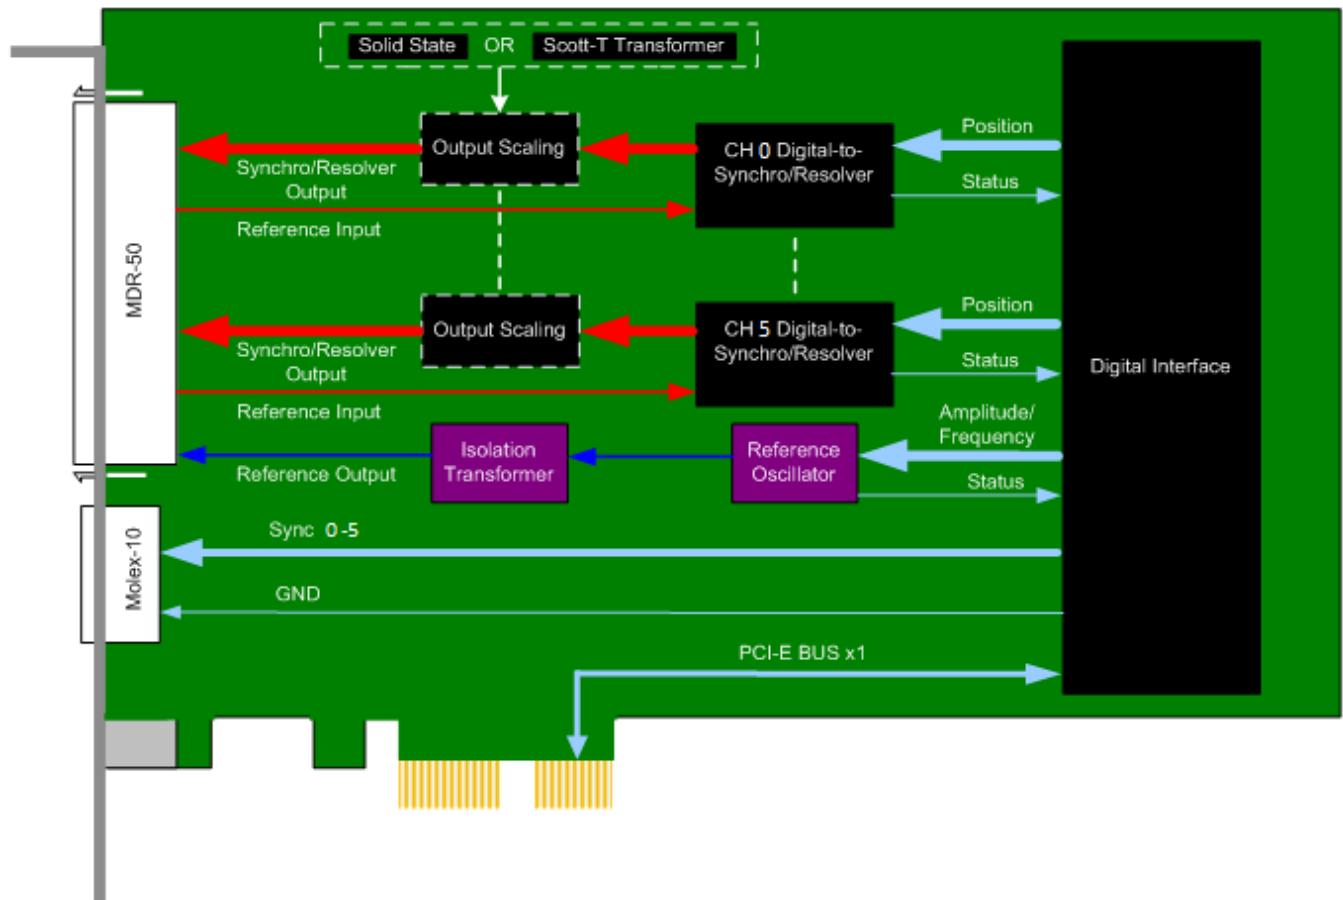 Solid State OR Scott-T Transformer
Output Scaling
CH 0 Digital-to-
Synchro/Resolver
Position
Status
Synchro/Resolver
Output
Reference Input
MDR-50
Output Scaling
CH 5 Digital-to-
Synchro/Resolver
Position
Status
Synchro/Resolver
Output
Reference Input
Digital Interface
Amplitude/
Frequency
Isolation
Transformer
Reference
Oscillator
Reference Output
Status
Molex-10
Sync 0-5
GND
PCI-E BUS x1